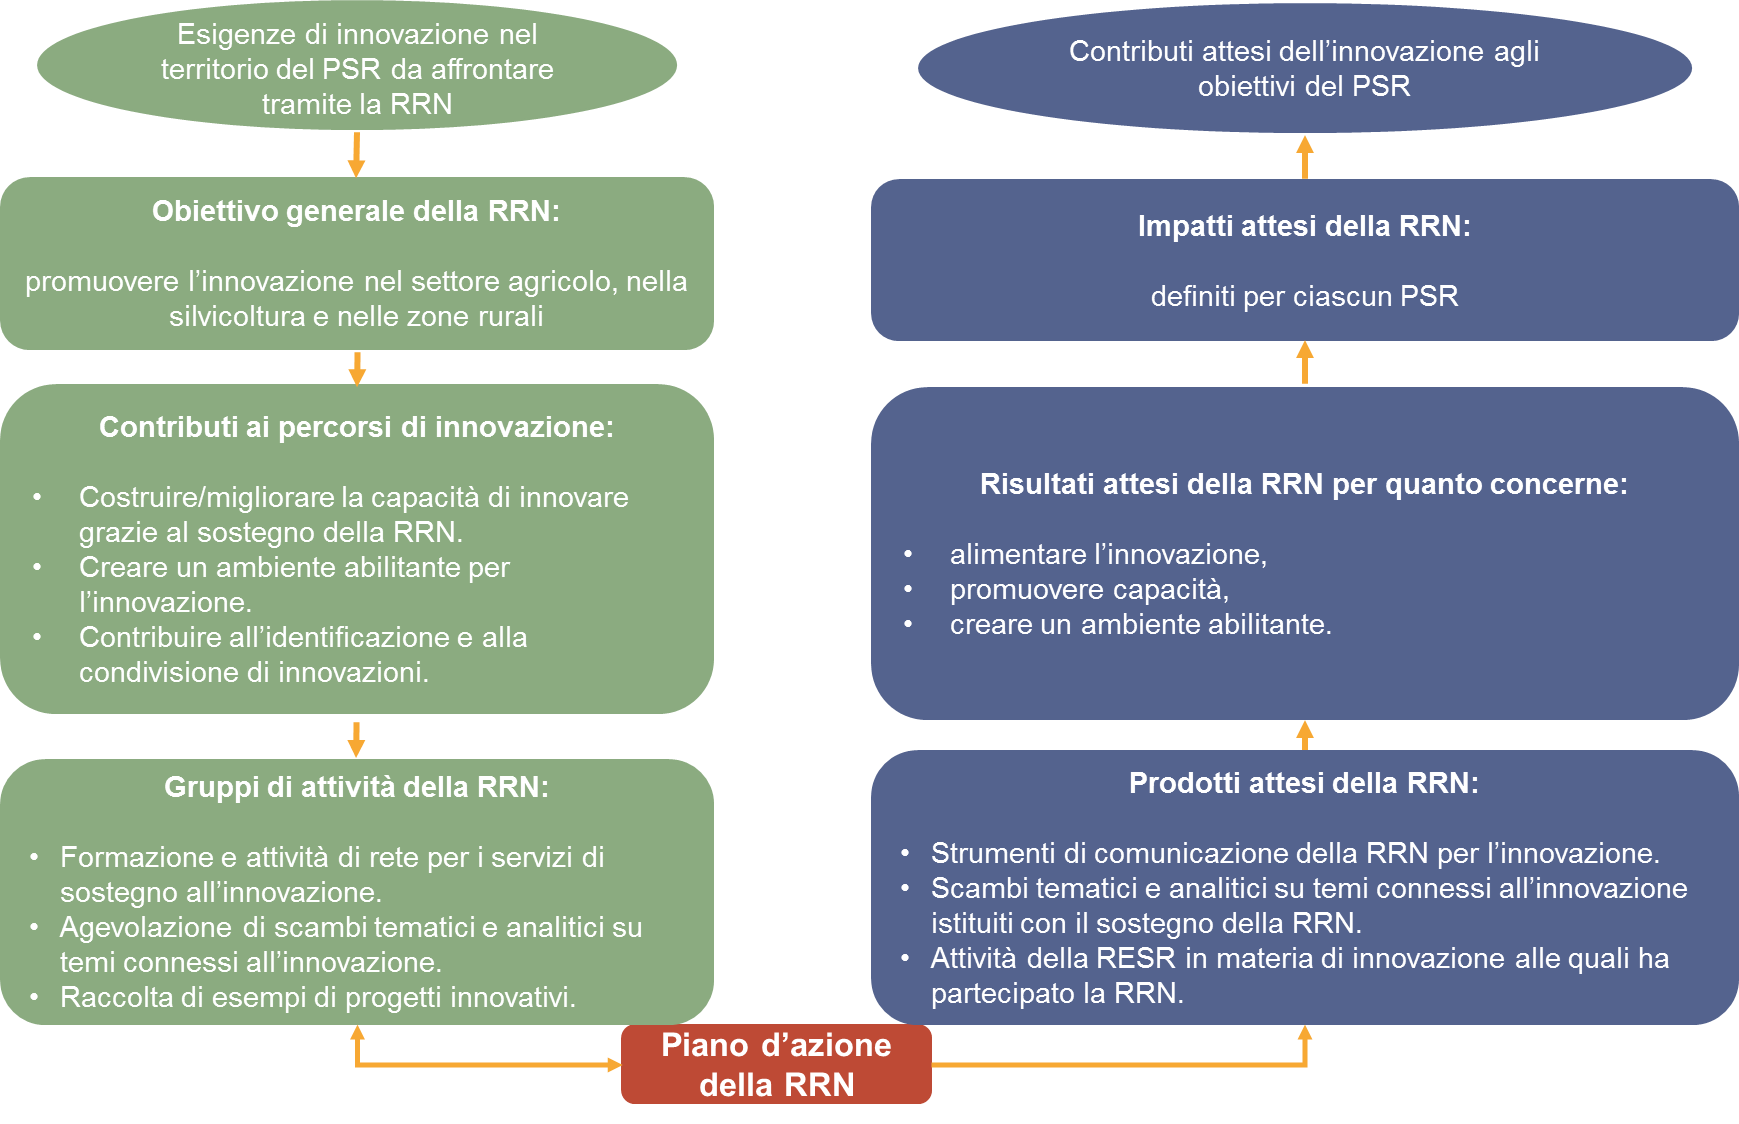 Esigenze di innovazione nel
territorio del PSR da affrontare
tramite la RRN
Obiettivo generale della RRN:
promuovere l'innovazione nel settore agricolo, nella
silvicoltura e nelle zone rurali
Contributi ai percorsi di innovazione:
• Costruire/migliorare la capacità di innovare
grazie al sostegno della RRN.
• Creare un ambiente abilitante per
l'innovazione.
• Contribuire all'identificazione e alla
condivisione di innovazioni.
Gruppi di attività della RRN:
• Formazione e attività di rete per i servizi di
sostegno all'innovazione.
• Agevolazione di scambi tematici e analitici su
temi connessi all'innovazione.
• Raccolta di esempi di progetti innovativi.
Piano d'azione
della RRN
Contributi attesi dell'innovazione agli
obiettivi del PSR
Impatti attesi della RRN:
definiti per ciascun PSR
Risultati attesi della RRN per quanto concerne:
• alimentare l'innovazione,
• promuovere capacità,
• creare un ambiente abilitante.
Prodotti attesi della RRN:
• Strumenti di comunicazione della RRN per l'innovazione.
• Scambi tematici e analitici su temi connessi all'innovazione
istituiti con il sostegno della RRN.
• Attività della RESR in materia di innovazione alle quali ha
partecipato la RRN.